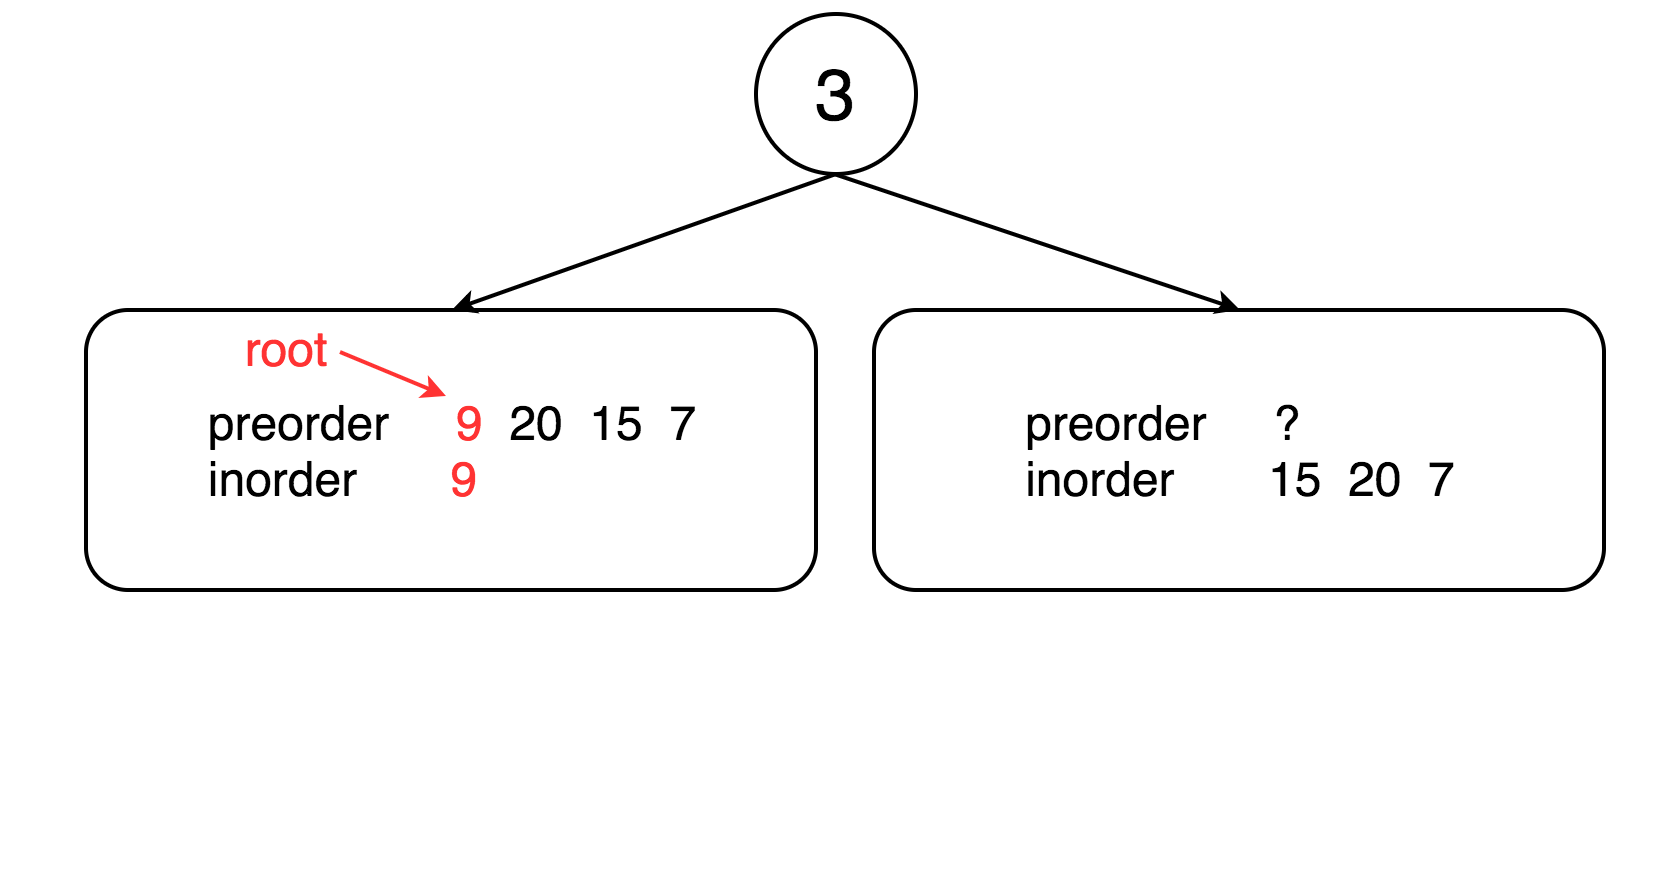 3
root
preorder 9 20 15 7
inorder 9
preorder ?
inorder 15 20 7